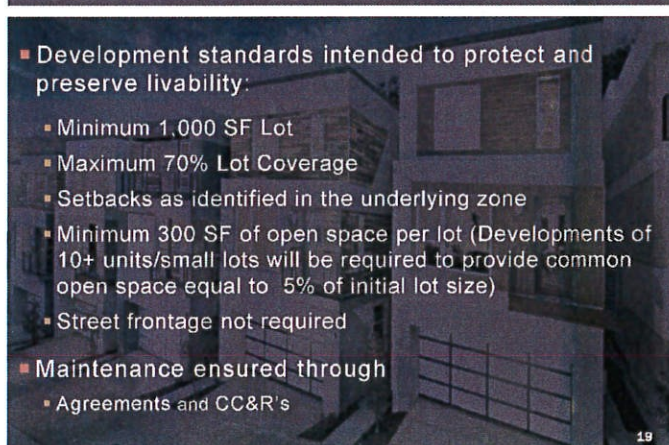 ▪ Development standards intended to protect and
preserve livability:
▪ Minimum 1,000 SF Lot
▪ Maximum 70% Lot Coverage
▪ Setbacks as identified in the underlying zone
▪ Minimum 300 SF of open space per lot (Developments of
10+ units/small lots will be required to provide common
open space equal to 5% of initial lot size)
▪ Street frontage not required
▪ Maintenance ensured through
▪ Agreements and CC&R's
19